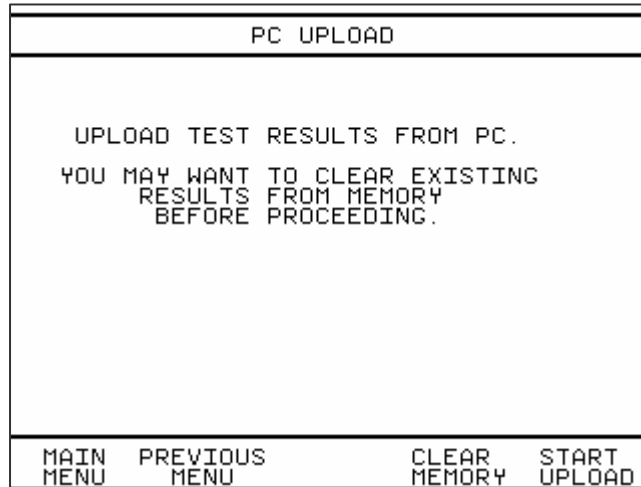 PC UPLOAD
UPLOAD TEST RESULTS FROM PC.
YOU MAY WANT TO CLEAR EXISTING
RESULTS FROM MEMORY
BEFORE PROCEEDING.
MAIN PREVIOUS CLEAR START
MENU MENU MEMORY UPLOAD